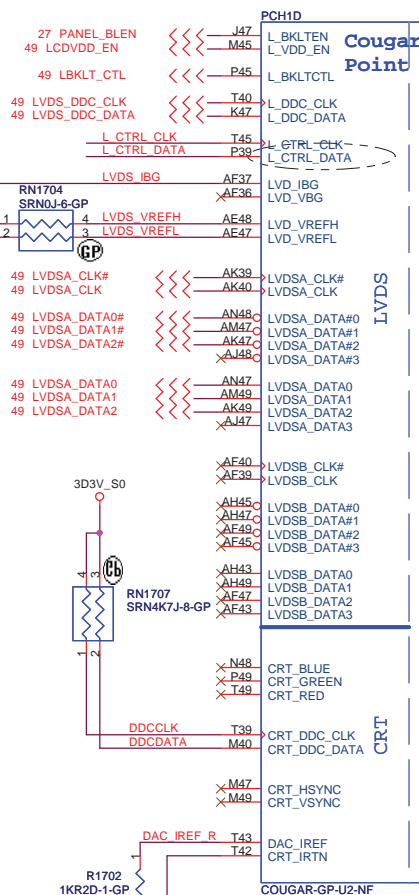 PCH1D
Cougar
Point
27 PANEL_BLEN J47 L_BKLTEN
49 LCDVDD_EN M45 L_VDD_EN
49 LBKLT_CTL P45 L_BKLTCTL
49 LVDS_DDC_CLK T40 L_DDC_CLK
49 LVDS_DDC_DATA K47 L_DDC_DATA
L_CTRL_CLK T45 L_CTRL_CLK
L_CTRL_DATA P39 L_CTRL_DATA
LVDS_IBG AF37 LVD_IBG
AF36 LVD_VBG
RN1704
SRN0J-6-GP
1 4 LVDS_VREFH AE48 LVD_VREFH
2 3 LVDS_VREFL AE47 LVD_VREFL
GP
LVDS
49 LVDSA_CLK# AK39 LVDSA_CLK#
49 LVDSA_CLK AK40 LVDSA_CLK
49 LVDSA_DATA0# AN48 LVDSA_DATA#0
49 LVDSA_DATA1# AM47 LVDSA_DATA#1
49 LVDSA_DATA2# AK47 LVDSA_DATA#2
AJ48 LVDSA_DATA#3
49 LVDSA_DATA0 AN47 LVDSA_DATA0
49 LVDSA_DATA1 AM49 LVDSA_DATA1
49 LVDSA_DATA2 AK49 LVDSA_DATA2
AJ47 LVDSA_DATA3
AF40 LVDSB_CLK#
AF39 LVDSB_CLK
3D3V_S0
AH45 LVDSB_DATA#0
AH47 LVDSB_DATA#1
AF49 LVDSB_DATA#2
AF45 LVDSB_DATA#3
AH43 LVDSB_DATA0
AH49 LVDSB_DATA1
AF47 LVDSB_DATA2
AF43 LVDSB_DATA3
4 3
GP
RN1707
SRN4K7J-8-GP
1 2
N48 CRT_BLUE
P49 CRT_GREEN
T49 CRT_RED
CRT
DDCCLK T39 CRT_DDC_CLK
DDCDATA M40 CRT_DDC_DATA
M47 CRT_HSYNC
M49 CRT_VSYNC
DAC_IREF_R T43 DAC_IREF
T42 CRT_IRTN
1
R1702
1KR2D-1-GP
COUGAR-GP-U2-NF